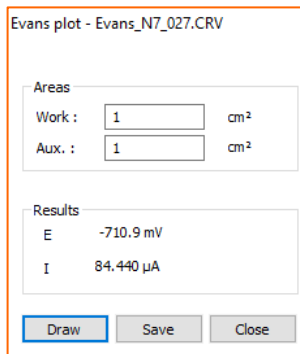 Evans plot - Evans_N7_027.CRV
Areas
Work : 1 cm²
Aux. : 1 cm²
Results
E -710.9 mV
I 84.440 µA
Draw Save Close